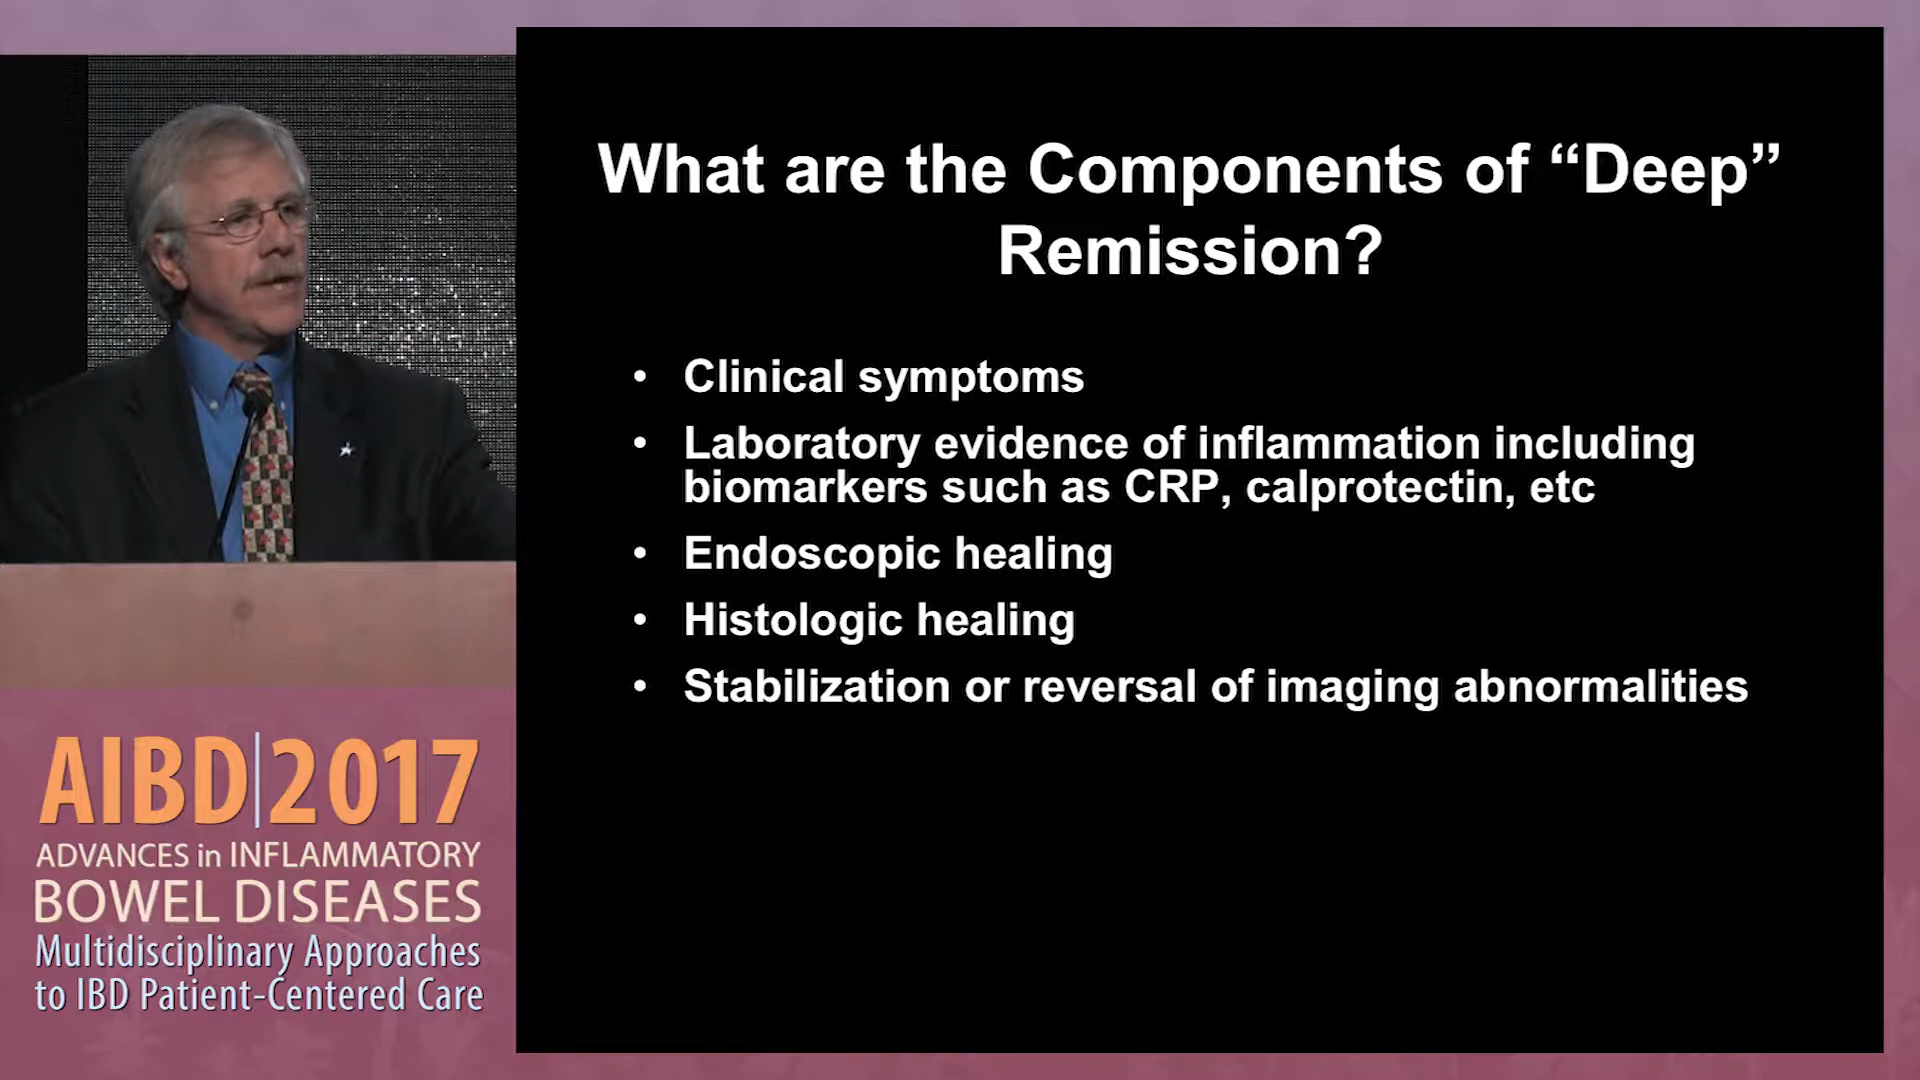 What are the Components of “Deep”
Remission?
• Clinical symptoms
• Laboratory evidence of inflammation including
biomarkers such as CRP, calprotectin, etc
• Endoscopic healing
• Histologic healing
• Stabilization or reversal of imaging abnormalities
AIBD|2017
ADVANCES in INFLAMMATORY
BOWEL DISEASES
Multidisciplinary Approaches
to IBD Patient-Centered Care